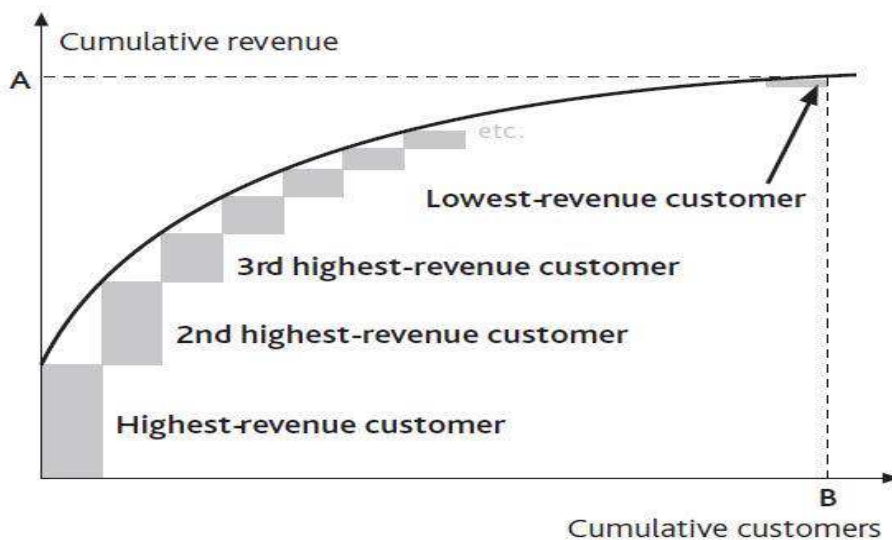 Cumulative revenue
A
etc.
Lowest-revenue customer
3rd highest-revenue customer
2nd highest-revenue customer
Highest-revenue customer
B
Cumulative customers